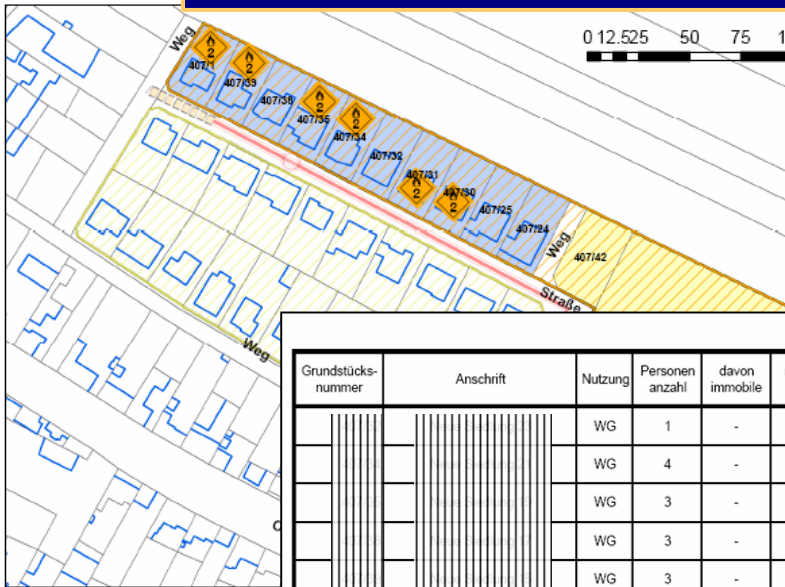 Weg
0 12.525 50 75
2
2
407/1
407/39
407/38
2
407/35
2
407/34
407/32
407/31
2
407/30
2
407/25
407/24
Weg
407/42
Straße
Weg
Grundstücks-
nummer
Anschrift
Nutzung
Personen
anzahl
davon
immobile
WG 1 -
WG 4 -
WG 3 -
WG 3 -
WG 3 -